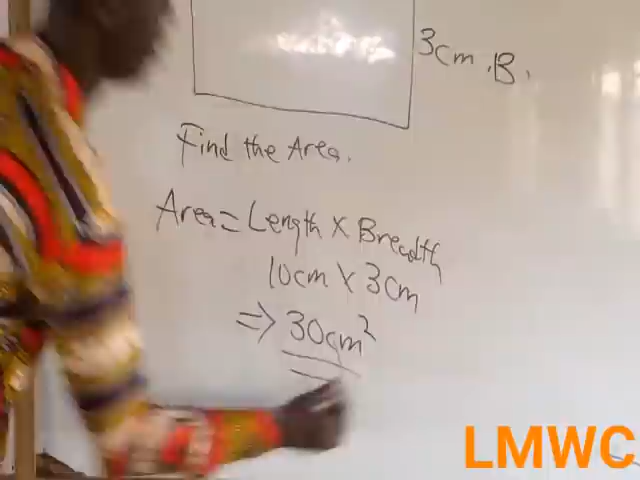 3cm .B.
Find the Area.
Area = Length × Breadth
10cm × 3cm
=> 30cm²
LMWC